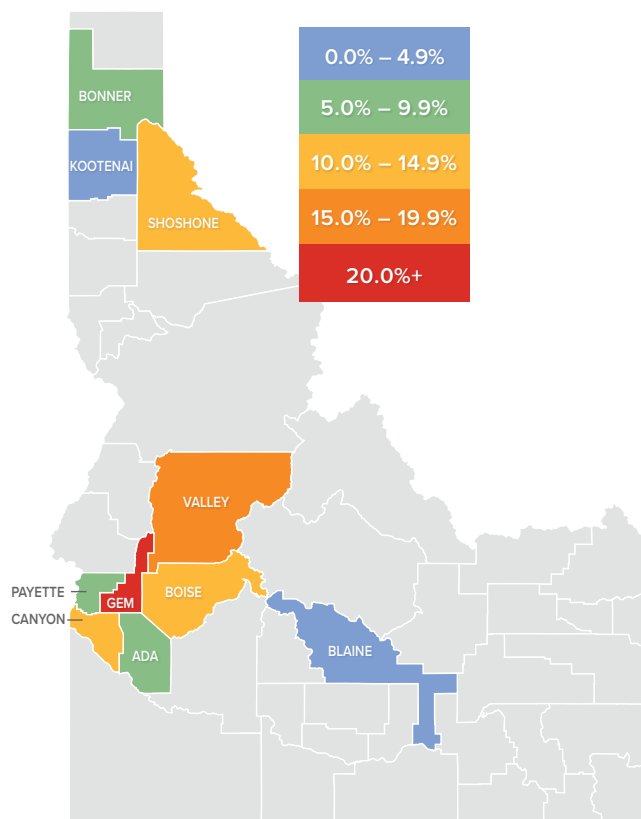 0.0% – 4.9%
5.0% – 9.9%
10.0% – 14.9%
15.0% – 19.9%
20.0%+
BONNER
KOOTENAI
SHOSHONE
VALLEY
PAYETTE
GEM
BOISE
CANYON
ADA
BLAINE